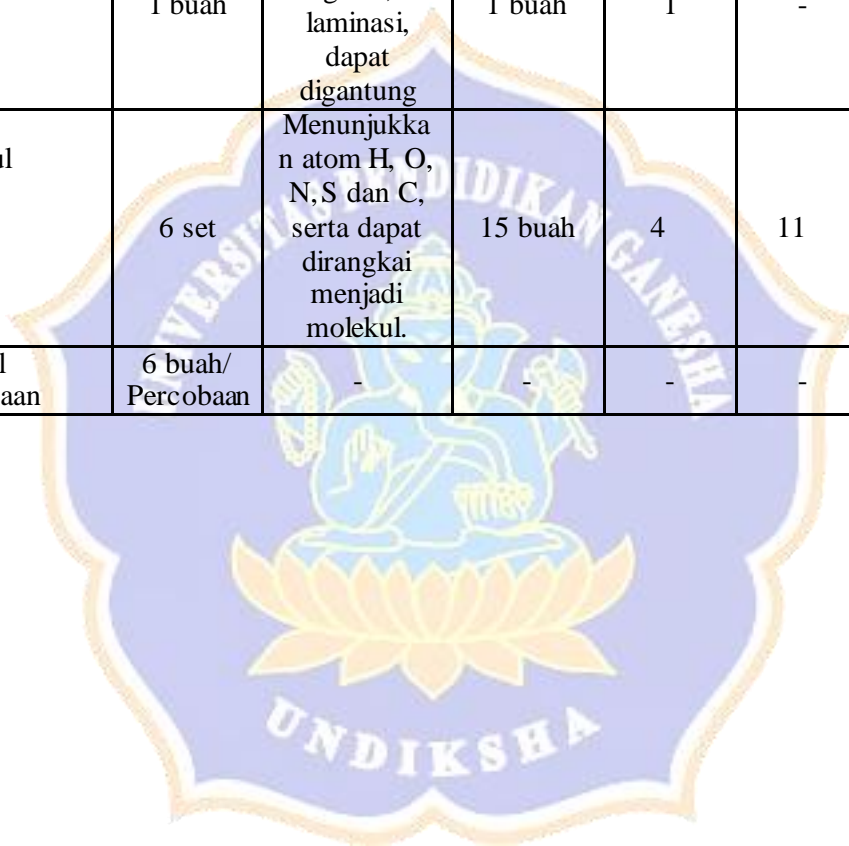 1 buah
laminasi,
dapat
digantung
1 buah
1
-
6 set
Menunjukka
n atom H, O,
N,S dan C,
serta dapat
dirangkai
menjadi
molekul.
15 buah
4
11
6 buah/
Percobaan
-
-
-
-
UNIVERSITAS PENDIDIKAN GANESHA
UNDIKSHA